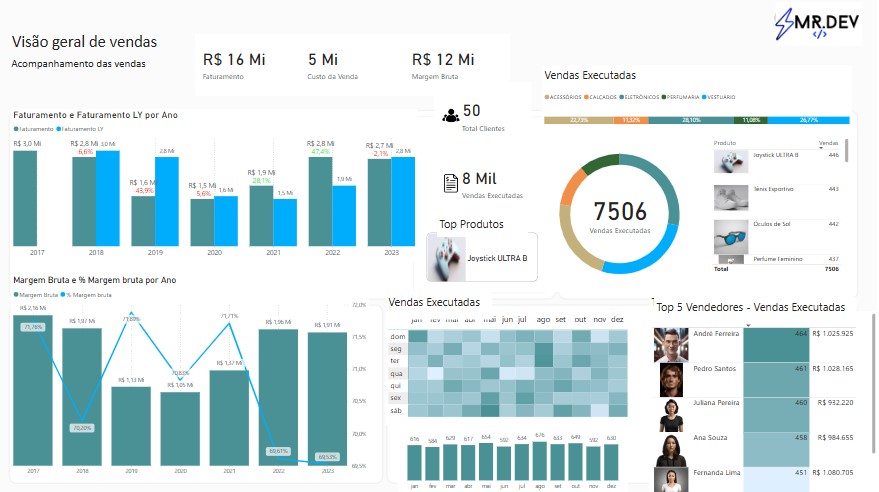 MR.DEV
</>
Visão geral de vendas
Acompanhamento das vendas
R$ 16 Mi
Faturamento
5 Mi
Custo da Venda
R$ 12 Mi
Margem Bruta
50
Total Clientes
8 Mil
Vendas Executadas
Top Produtos
Joystick ULTRA B
Vendas Executadas
ACESSÓRIOS CALÇADOS ELETRÔNICOS PERFUMARIA VESTUÁRIO
22,73% 11,32% 28,10% 11,08% 26,77%
7506
Vendas Executadas
Produto Vendas
Joystick ULTRA B 446
Tênis Esportivo 443
Óculos de Sol 442
Perfume Feminino 437
Total 7506
Faturamento e Faturamento LY por Ano
Faturamento Faturamento LY
R$ 3,0 Mi
R$ 2,8 Mi 3,0 Mi
6,6%
R$ 1,6 M 2,8 Mi
43,9%
R$ 1,5 Mi 1,6 Mi
5,6%
R$ 1,9 Mi 1,5 Mi
28,1%
R$ 2,8 Mi 1,9 Mi
47,4%
R$ 2,7 Mi 2,8 Mi
2,1%
2017 2018 2019 2020 2021 2022 2023
Margem Bruta e % Margem bruta por Ano
Margem Bruta % Margem bruta
R$ 2,16 Mi R$ 1,97 Mi R$ 1,13 Mi R$ 1,05 Mi R$ 1,37 Mi R$ 1,96 Mi R$ 1,91 Mi
71,76% 70,20% 71,89% 70,83% 71,71% 69,61% 69,53%
72,0%
71,5%
71,0%
70,5%
70,0%
69,5%
2017 2018 2019 2020 2021 2022 2023
Vendas Executadas
jan fev mar abr mai jun jul ago set out nov dez
dom
seg
ter
qua
qui
sex
sáb
616 584 629 617 654 592 634 676 633 649 592 630
jan fev mar abr mai jun jul ago set out nov dez
Top 5 Vendedores - Vendas Executadas
André Ferreira 464 R$ 1.025.925
Pedro Santos 461 R$ 1.028.165
Juliana Pereira 460 R$ 932.220
Ana Souza 458 R$ 984.655
Fernanda Lima 451 R$ 1.080.705